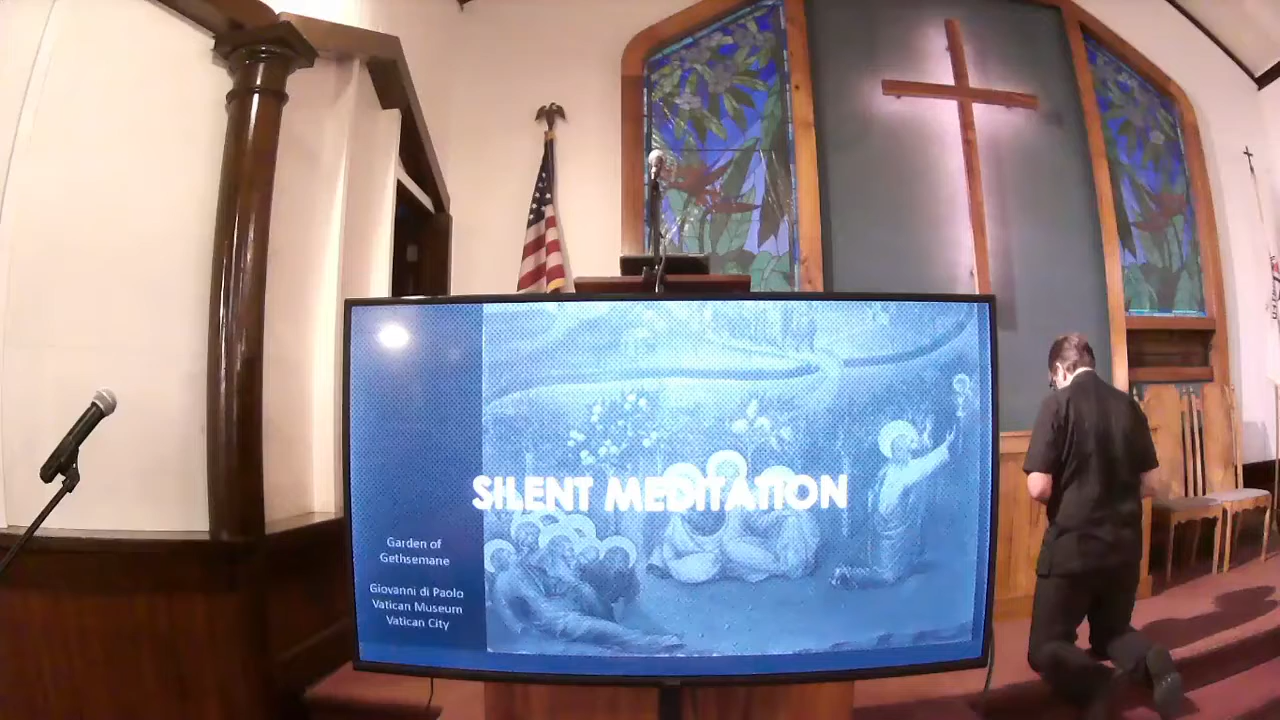 SILENT MEDITATION
Garden of
Gethsemane
Giovanni di Paolo
Vatican Museum
Vatican City